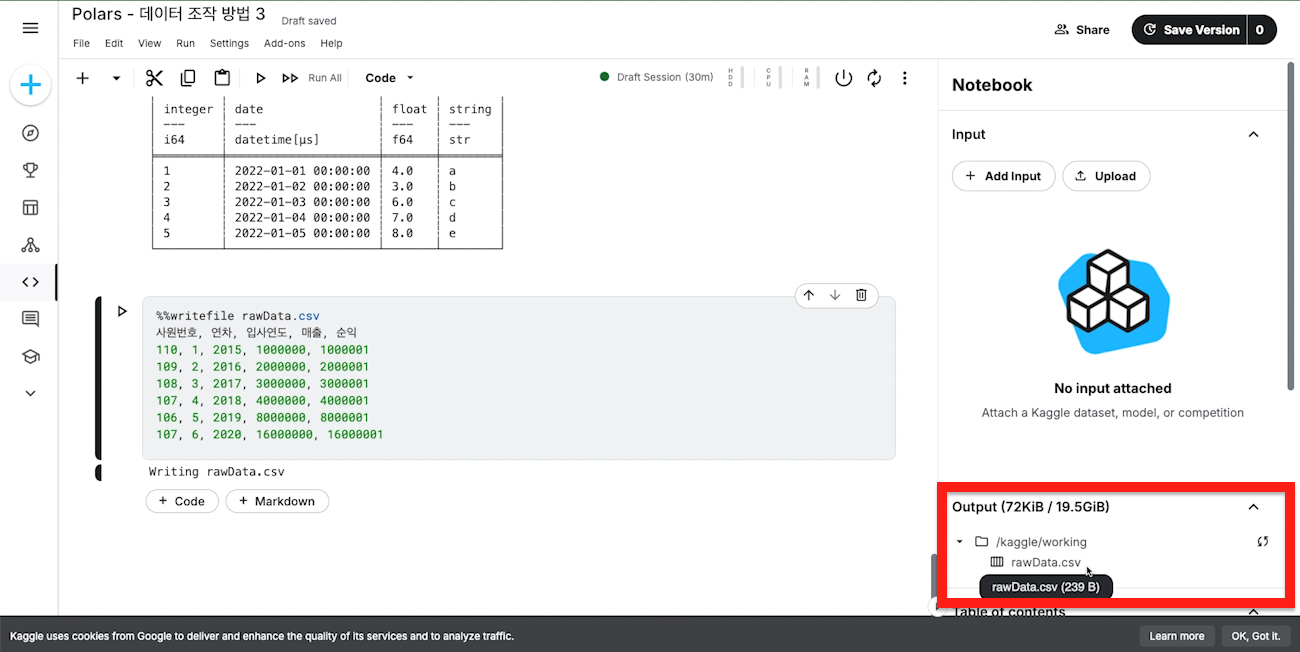 Polars - 데이터 조작 방법 3
Draft saved
File Edit View Run Settings Add-ons Help
Share
Save Version 0
Run All
Code
Draft Session (30m)
HDD
CPU
RAM
integer date float string
--- --- --- ---
i64 datetime[μs] f64 str
1 2022-01-01 00:00:00 4.0 a
2 2022-01-02 00:00:00 3.0 b
3 2022-01-03 00:00:00 6.0 c
4 2022-01-04 00:00:00 7.0 d
5 2022-01-05 00:00:00 8.0 e
%%writefile rawData.csv
사원번호, 연차, 입사연도, 매출, 순익
110, 1, 2015, 1000000, 1000001
109, 2, 2016, 2000000, 2000001
108, 3, 2017, 3000000, 3000001
107, 4, 2018, 4000000, 4000001
106, 5, 2019, 8000000, 8000001
107, 6, 2020, 16000000, 16000001
Writing rawData.csv
+ Code + Markdown
Notebook
Input
+ Add Input
Upload
No input attached
Attach a Kaggle dataset, model, or competition
Output (72KiB / 19.5GiB)
/kaggle/working
rawData.csv
rawData.csv (239 B)
Table of contents
Kaggle uses cookies from Google to deliver and enhance the quality of its services and to analyze traffic.
Learn more
OK, Got it.